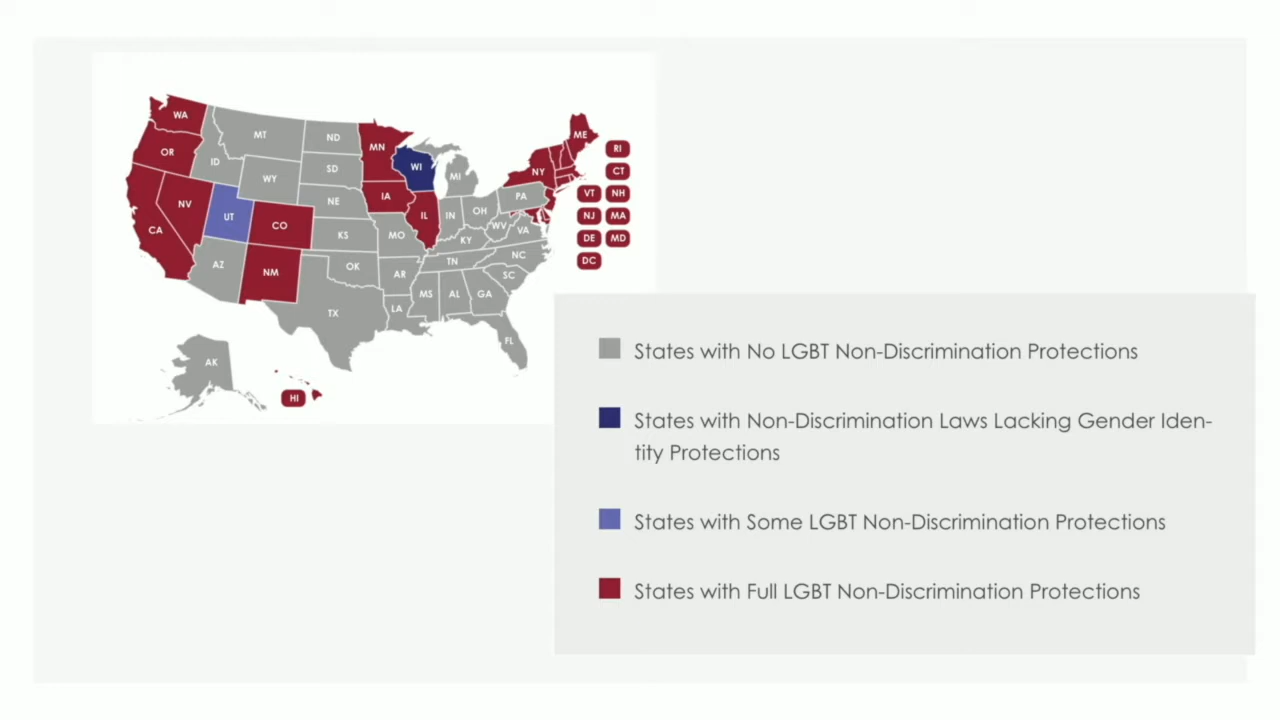 WA
MT
ND
MN
ME
RI
OR
ID
SD
WI
NY
CT
WY
MI
VT
NH
NV
UT
NE
IA
PA
NJ
MA
CA
CO
IL
IN
OH
WV
VA
DE
MD
KS
MO
KY
DC
AZ
NM
OK
AR
TN
NC
SC
TX
LA
MS
AL
GA
FL
AK
HI
States with No LGBT Non-Discrimination Protections
States with Non-Discrimination Laws Lacking Gender Iden-
tity Protections
States with Some LGBT Non-Discrimination Protections
States with Full LGBT Non-Discrimination Protections